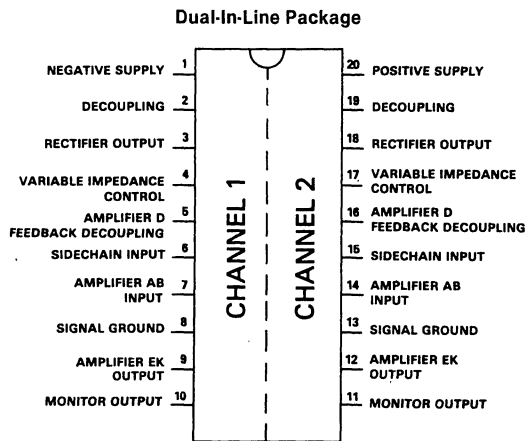 Dual-In-Line Package
NEGATIVE SUPPLY 1
DECOUPLING 2
RECTIFIER OUTPUT 3
VARIABLE IMPEDANCE
CONTROL 4
AMPLIFIER D
FEEDBACK DECOUPLING 5
SIDECHAIN INPUT 6
AMPLIFIER AB
INPUT 7
SIGNAL GROUND 8
AMPLIFIER EK
OUTPUT 9
MONITOR OUTPUT 10
CHANNEL 1
CHANNEL 2
20 POSITIVE SUPPLY
19 DECOUPLING
18 RECTIFIER OUTPUT
17 VARIABLE IMPEDANCE
CONTROL
16 AMPLIFIER D
FEEDBACK DECOUPLING
15 SIDECHAIN INPUT
14 AMPLIFIER AB
INPUT
13 SIGNAL GROUND
12 AMPLIFIER EK
OUTPUT
11 MONITOR OUTPUT